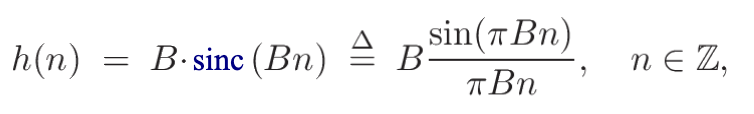 h(n) = B·sinc (Bn) ≜ B sin(πBn)/πBn, n ∈ ℤ,